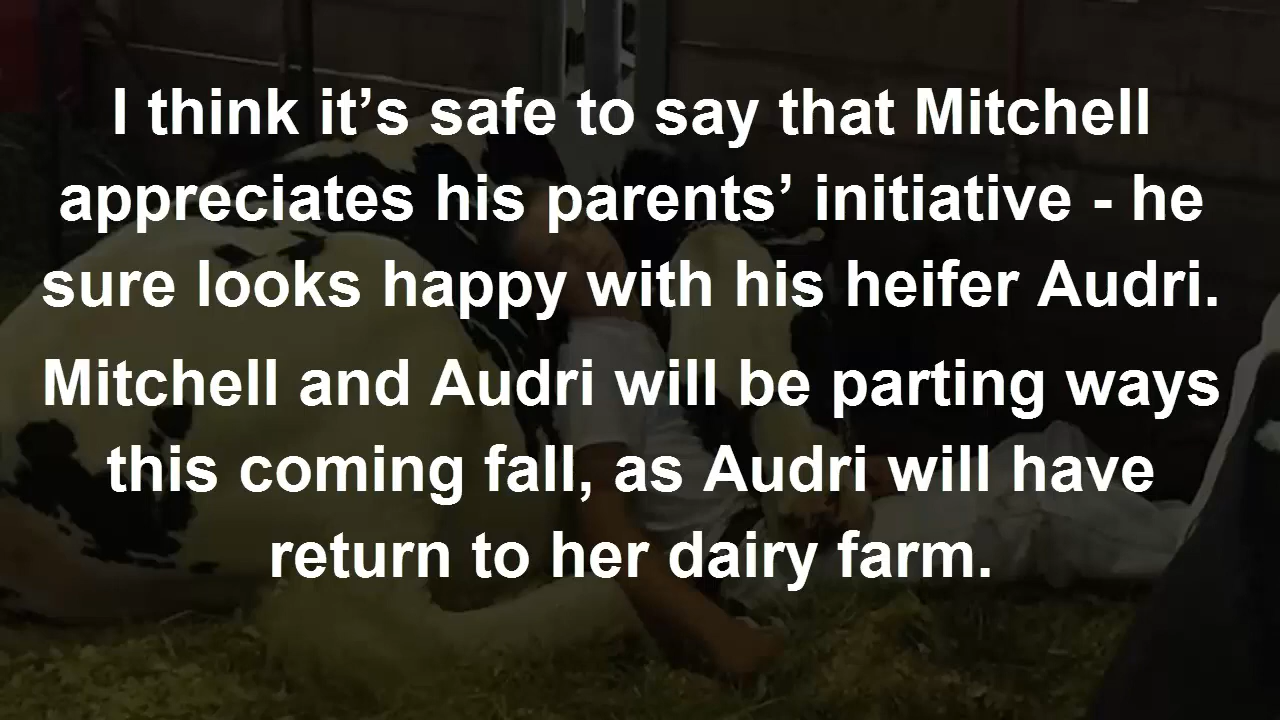 I think it’s safe to say that Mitchell
appreciates his parents’ initiative - he
sure looks happy with his heifer Audri.
Mitchell and Audri will be parting ways
this coming fall, as Audri will have
return to her dairy farm.